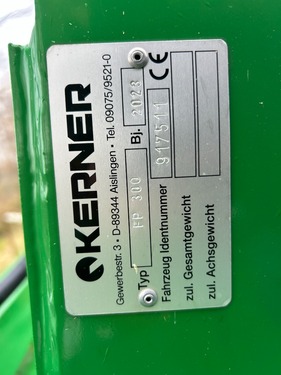 KERNER
Gewerbestr. 3 • D-89344 Aislingen • Tel. 09075/9521-0
Typ FP 300 Bj. 2023 CE
Fahrzeug Identnummer 917511
zul. Gesamtgewicht
zul. Achsgewicht